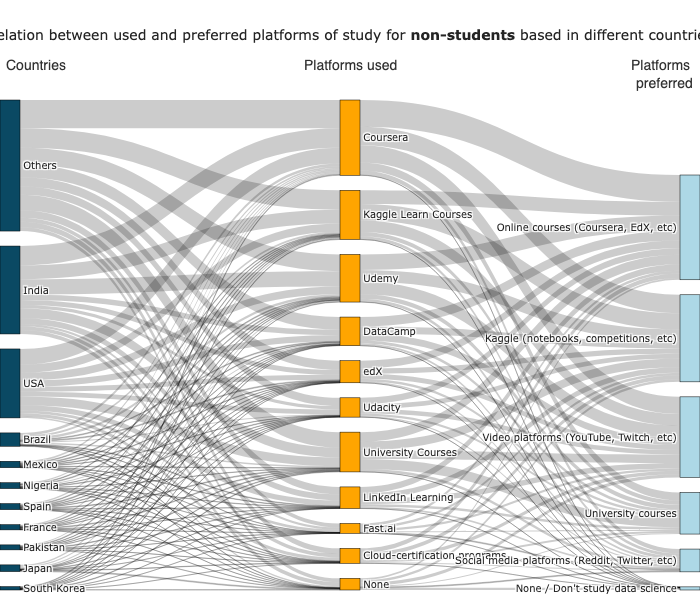 elation between used and preferred platforms of study for non-students based in different countrie
Countries
Platforms used
Platforms
preferred
Others
India
USA
Brazil
Mexico
Nigeria
Spain
France
Pakistan
Japan
South Korea
Coursera
Kaggle Learn Courses
Udemy
DataCamp
edX
Udacity
University Courses
LinkedIn Learning
Fast.ai
Cloud-certification programs
None
Online courses (Coursera, EdX, etc)
Kaggle (notebooks, competitions, etc)
Video platforms (YouTube, Twitch, etc)
University courses
Social media platforms (Reddit, Twitter, etc)
None / Don't study data science